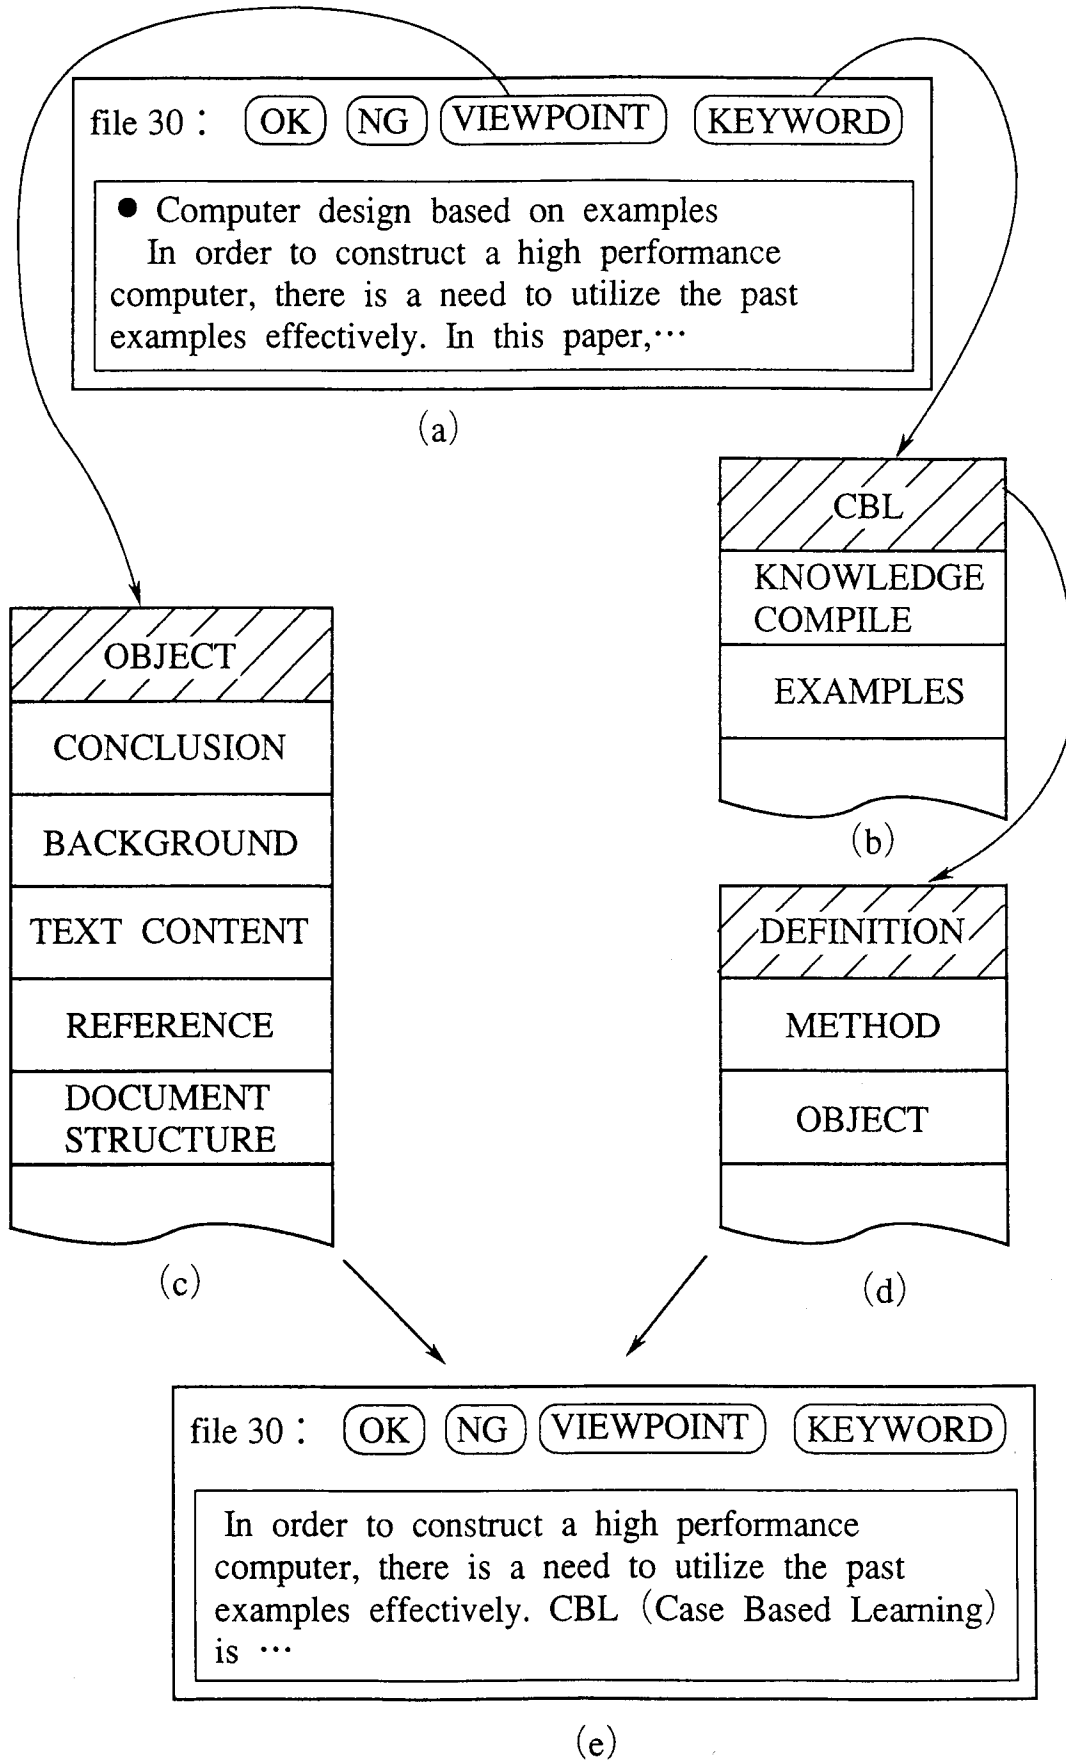 file 30 : OK NG VIEWPOINT KEYWORD
● Computer design based on examples
In order to construct a high performance
computer, there is a need to utilize the past
examples effectively. In this paper,···
(a)
CBL
KNOWLEDGE
COMPILE
EXAMPLES
(b)
OBJECT
CONCLUSION
BACKGROUND
TEXT CONTENT
REFERENCE
DOCUMENT
STRUCTURE
(c)
DEFINITION
METHOD
OBJECT
(d)
file 30 : OK NG VIEWPOINT KEYWORD
In order to construct a high performance
computer, there is a need to utilize the past
examples effectively. CBL (Case Based Learning)
is ···
(e)